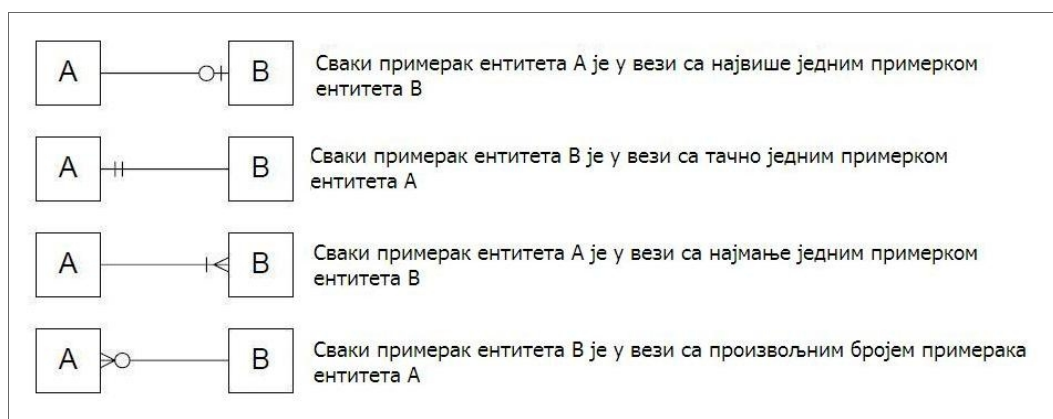 A B Сваки примерак ентитета A је у вези са највише једним примерком
ентитета B
A B Сваки примерак ентитета B је у вези са тачно једним примерком
ентитета A
A B Сваки примерак ентитета A је у вези са најмање једним примерком
ентитета B
A B Сваки примерак ентитета B је у вези са произвољним бројем примерака
ентитета A